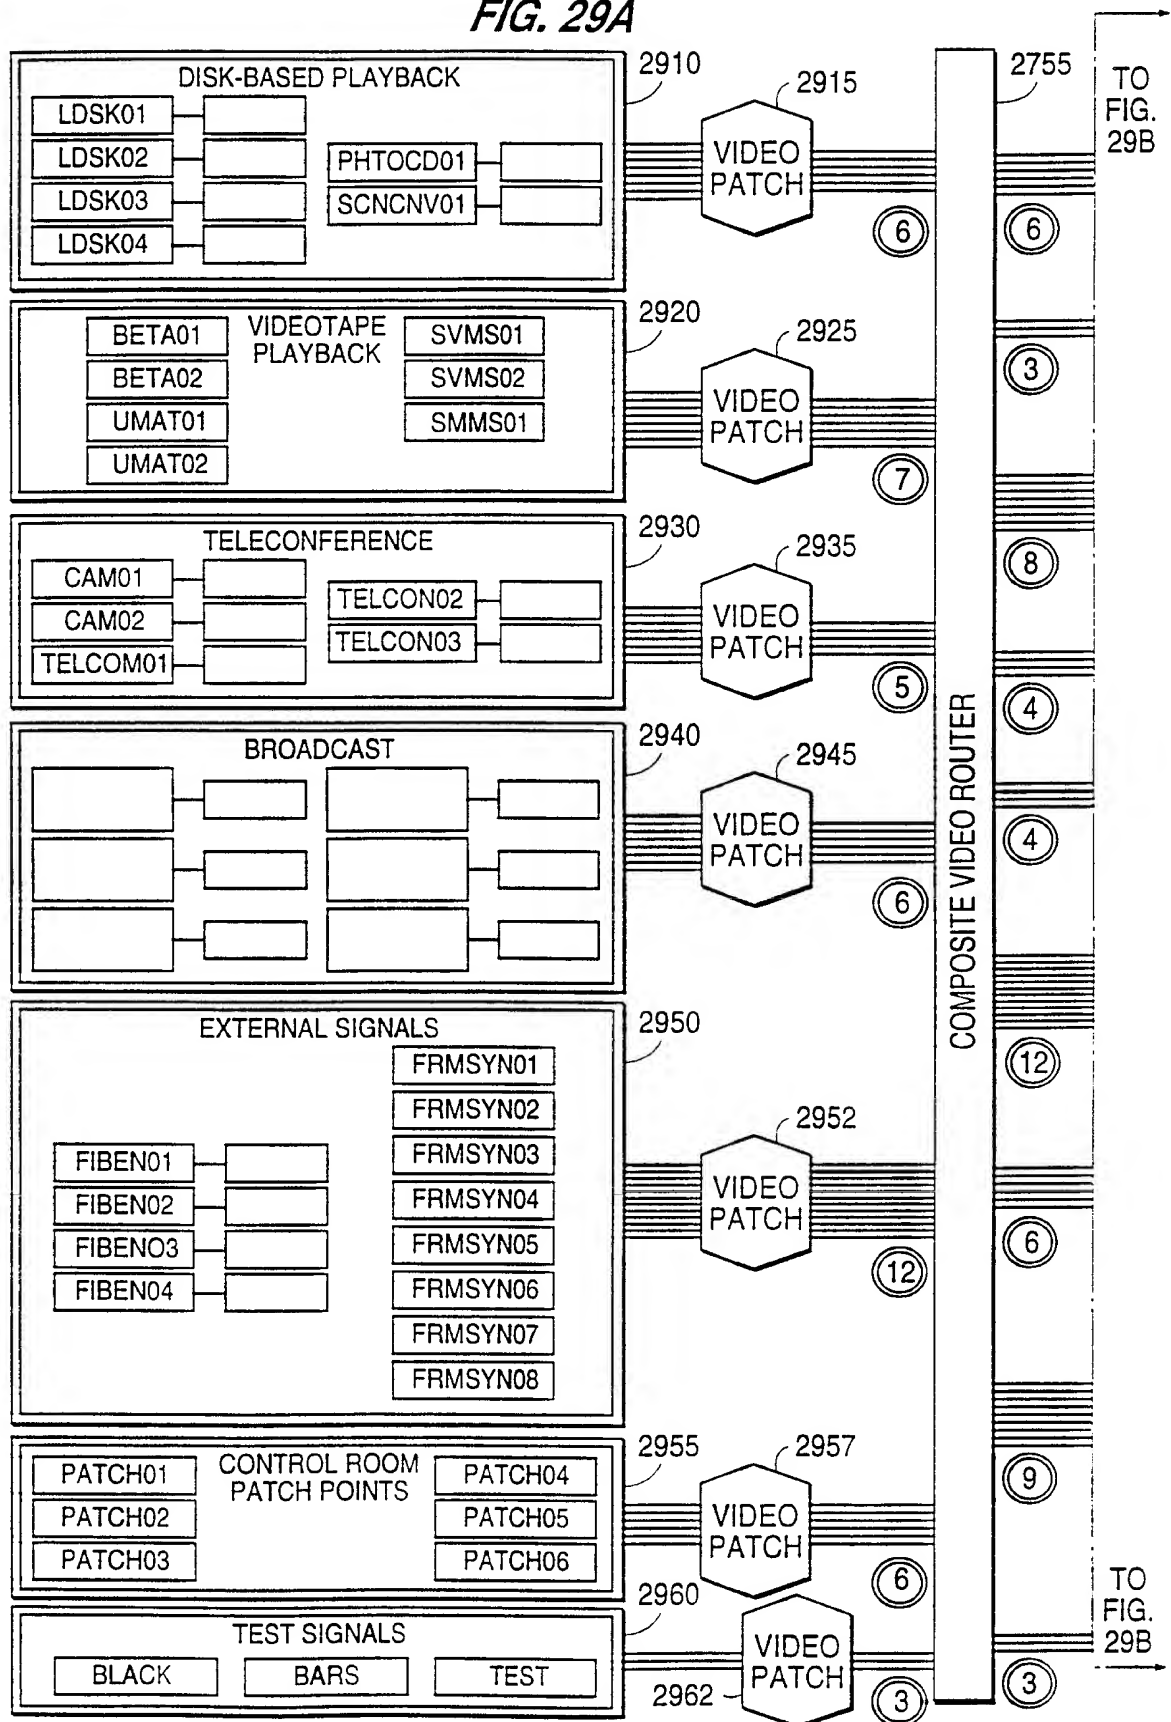 FIG. 29A
DISK-BASED PLAYBACK
LDSK01
LDSK02
LDSK03
LDSK04
PHTOCD01
SCNCNV01
2910
2915
VIDEO
PATCH
6
2755
6
TO
FIG.
29B
VIDEOTAPE
PLAYBACK
BETA01
BETA02
UMAT01
UMAT02
SVMS01
SVMS02
SMMS01
2920
2925
VIDEO
PATCH
7
3
8
TELECONFERENCE
CAM01
CAM02
TELCOM01
TELCON02
TELCON03
2930
2935
VIDEO
PATCH
5
4
BROADCAST
2940
2945
VIDEO
PATCH
6
4
COMPOSITE VIDEO ROUTER
EXTERNAL SIGNALS
FIBEN01
FIBEN02
FIBENO3
FIBEN04
FRMSYN01
FRMSYN02
FRMSYN03
FRMSYN04
FRMSYN05
FRMSYN06
FRMSYN07
FRMSYN08
2950
2952
VIDEO
PATCH
12
12
6
CONTROL ROOM
PATCH POINTS
PATCH01
PATCH02
PATCH03
PATCH04
PATCH05
PATCH06
2955
2957
VIDEO
PATCH
6
9
TEST SIGNALS
BLACK
BARS
TEST
2960
2962
VIDEO
PATCH
3
3
TO
FIG.
29B